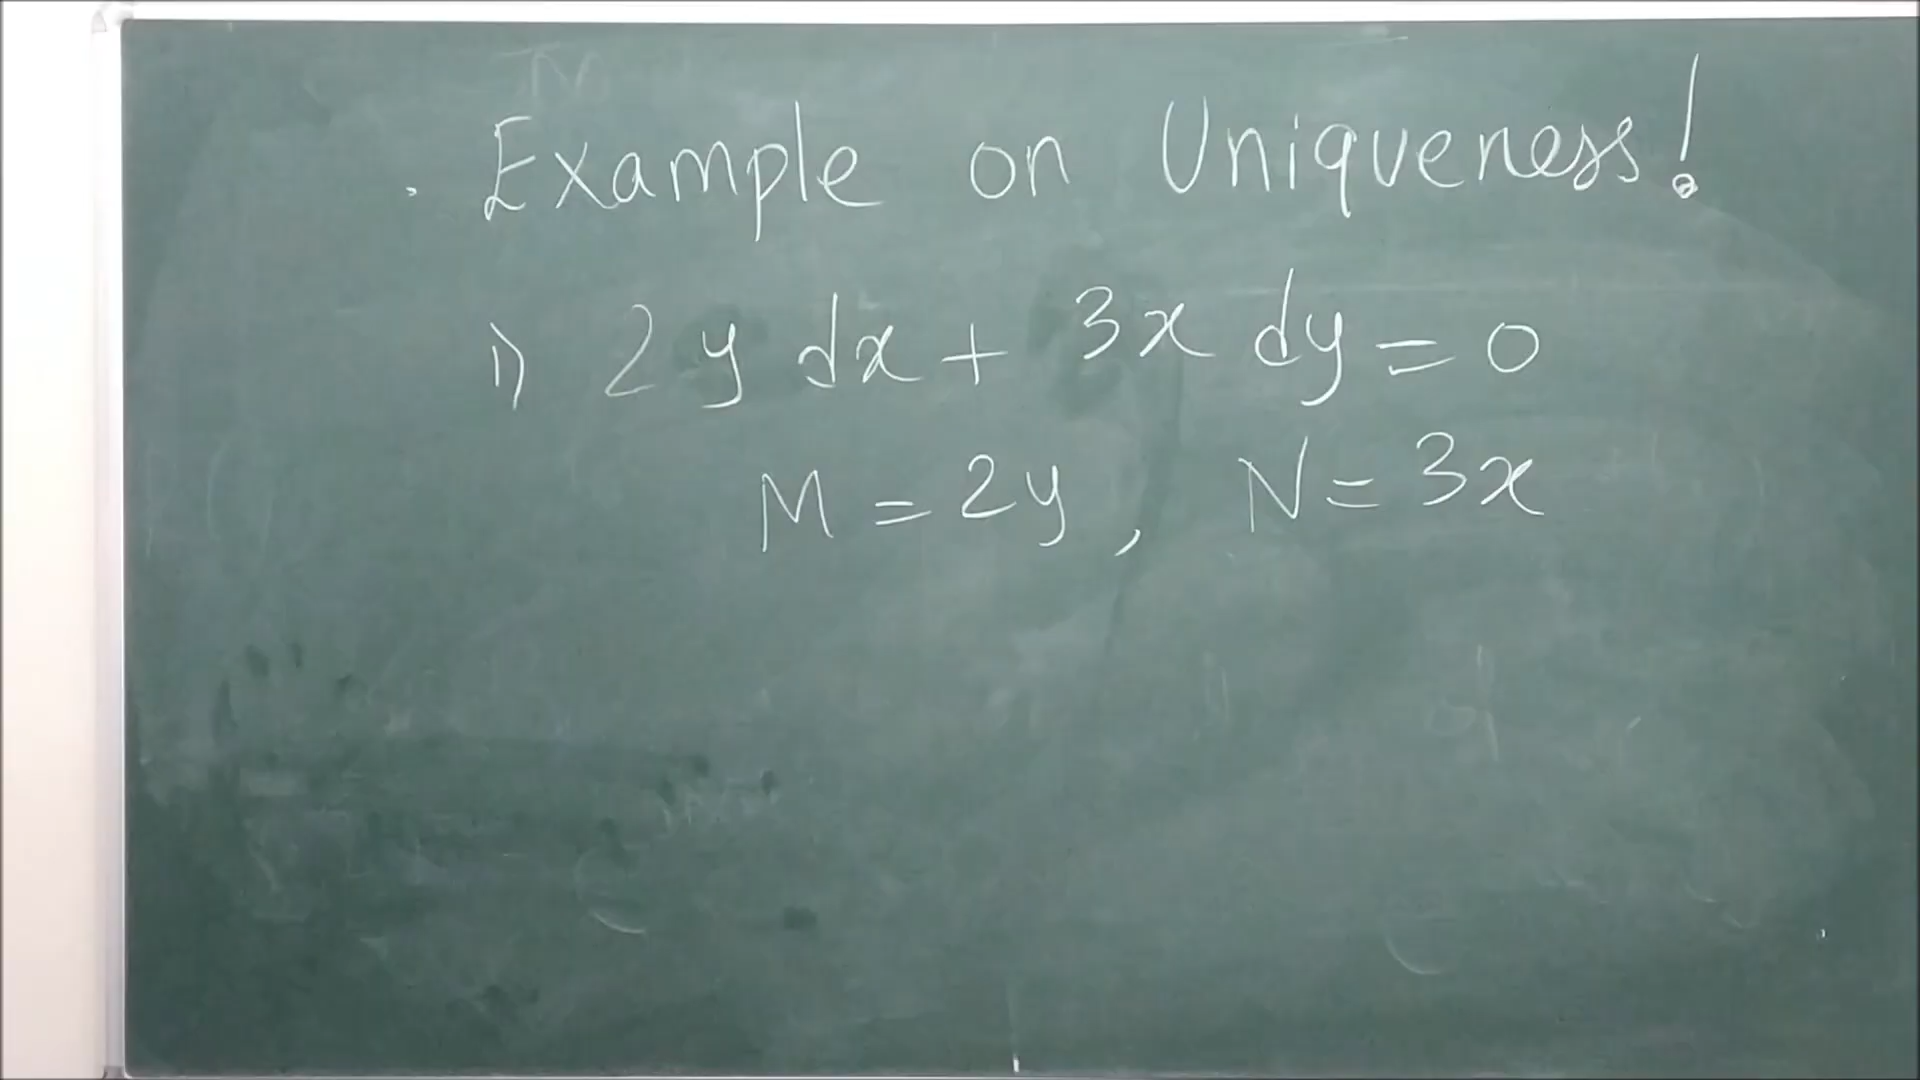 Example on Uniqueness!
1) 2y dx + 3x dy = 0
M = 2y, N = 3x